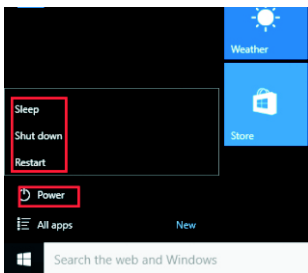 Weather
Sleep
Shut down
Store
Restart
Power
All apps
New
Search the web and Windows